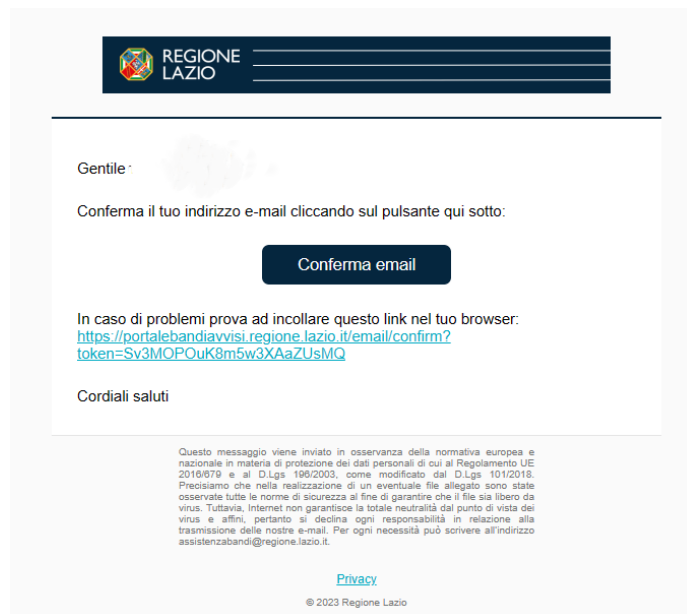 REGIONE
LAZIO
Gentile
Conferma il tuo indirizzo e-mail cliccando sul pulsante qui sotto:
Conferma email
In caso di problemi prova ad incollare questo link nel tuo browser:
https://portalebandiavvisi.regione.lazio.it/email/confirm?
token=Sv3MOPOuK8m5w3XAaZUsMQ
Cordiali saluti
Questo messaggio viene inviato in osservanza della normativa europea e
nazionale in materia di protezione dei dati personali di cui al Regolamento UE
2016/679 e al D.Lgs 196/2003, come modificato dal D.Lgs 101/2018.
Precisiamo che nella realizzazione di un eventuale file allegato sono state
osservate tutte le norme di sicurezza al fine di garantire che il file sia libero da
virus. Tuttavia, Internet non garantisce la totale neutralità dal punto di vista dei
virus e affini, pertanto si declina ogni responsabilità in relazione alla
trasmissione delle nostre e-mail. Per ogni necessità può scrivere all'indirizzo
assistenzabandi@regione.lazio.it.
Privacy
© 2023 Regione Lazio